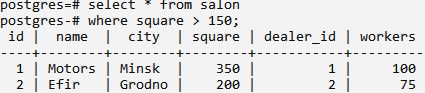 postgres=# select * from salon
postgres-# where square > 150;
id | name | city | square | dealer_id | workers
----+--------+--------+--------+-----------+---------
1 | Motors | Minsk | 350 | 1 | 100
2 | Efir | Grodno | 200 | 2 | 75